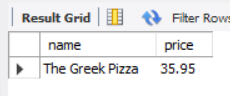 Result Grid Filter Rows
name price
The Greek Pizza 35.95